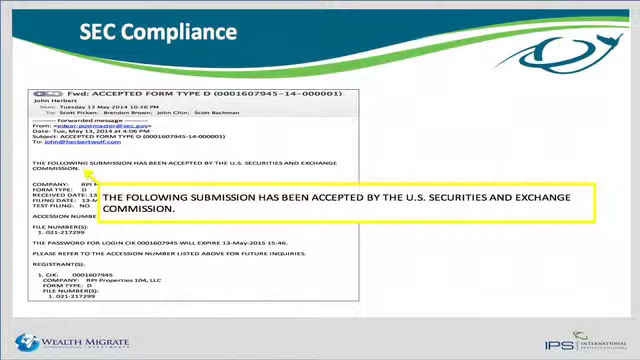 SEC Compliance
Fwd: ACCEPTED FORM TYPE D (0001607945-14-000001)
John Herbert
Sent: Tuesday 13 May 2014 10:26 PM
To: Scott Picken; Brendon Brown; John Chin; Scott Bachman
---------- Forwarded message ----------
From: <edgar-postmaster@sec.gov>
Date: Tue, May 13, 2014 at 4:06 PM
Subject: ACCEPTED FORM TYPE D (0001607945-14-000001)
To: john@herbertwolf.com
THE FOLLOWING SUBMISSION HAS BEEN ACCEPTED BY THE U.S. SECURITIES AND EXCHANGE
COMMISSION.
COMPANY: RPI
FORM TYPE: D
RECEIVED DATE: 13
FILING DATE: 13-M
TEST FILING: NO
ACCESSION NUMBE
THE FOLLOWING SUBMISSION HAS BEEN ACCEPTED BY THE U.S. SECURITIES AND EXCHANGE
COMMISSION.
FILE NUMBER(S):
1. 021-217299
THE PASSWORD FOR LOGIN CIK 0001607945 WILL EXPIRE 13-May-2015 15:46.
PLEASE REFER TO THE ACCESSION NUMBER LISTED ABOVE FOR FUTURE INQUIRIES.
REGISTRANT(S):
1. CIK: 0001607945
COMPANY: RPI Properties 104, LLC
FORM TYPE: D
FILE NUMBER(S):
1. 021-217299
WEALTH MIGRATE
INVESTMENTS
IPS INTERNATIONAL
PROPERTY SOLUTIONS